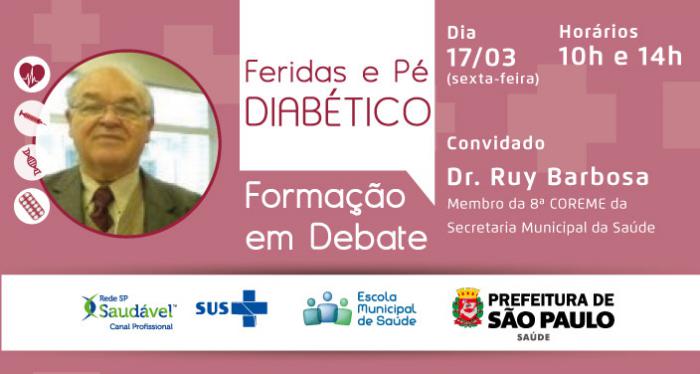 Feridas e Pé
DIABÉTICO
Formação
em Debate
Dia
17/03
(sexta-feira)
Horários
10h e 14h
Convidado
Dr. Ruy Barbosa
Membro da 8ª COREME da
Secretaria Municipal da Saúde
Rede SP
Saudável™
Canal Profissional
SUS
Escola
Municipal
de Saúde
PREFEITURA DE
SÃO PAULO
SAÚDE